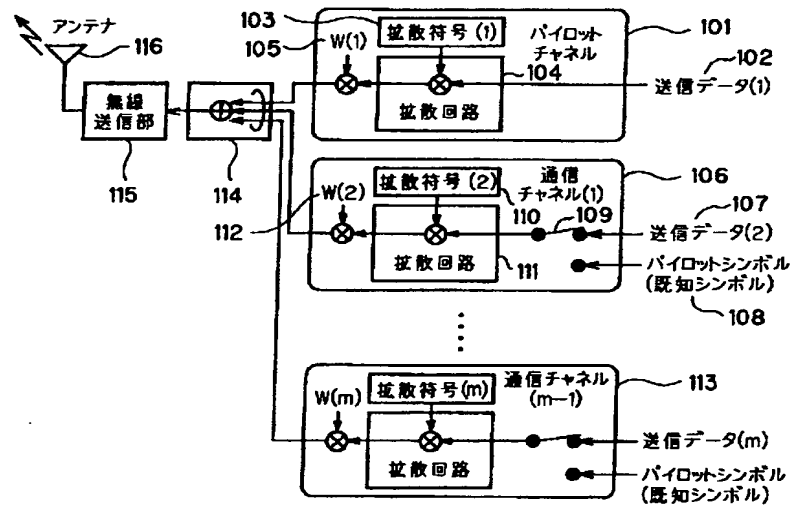 アンテナ
116
無線
送信部
115
114
103
拡散符号(1)
105
W(1)
パイロット
チャネル
104
拡散回路
101
102
送信データ(1)
106
W(2)
拡散符号(2)
通信
チャンネル(1)
110
109
107
送信データ(2)
112
拡散回路
111
パイロットシンボル
(既知シンボル)
108
113
W(m)
拡散符号(m)
通信チャネル
(m-1)
拡散回路
送信データ(m)
パイロットシンボル
(既知シンボル)